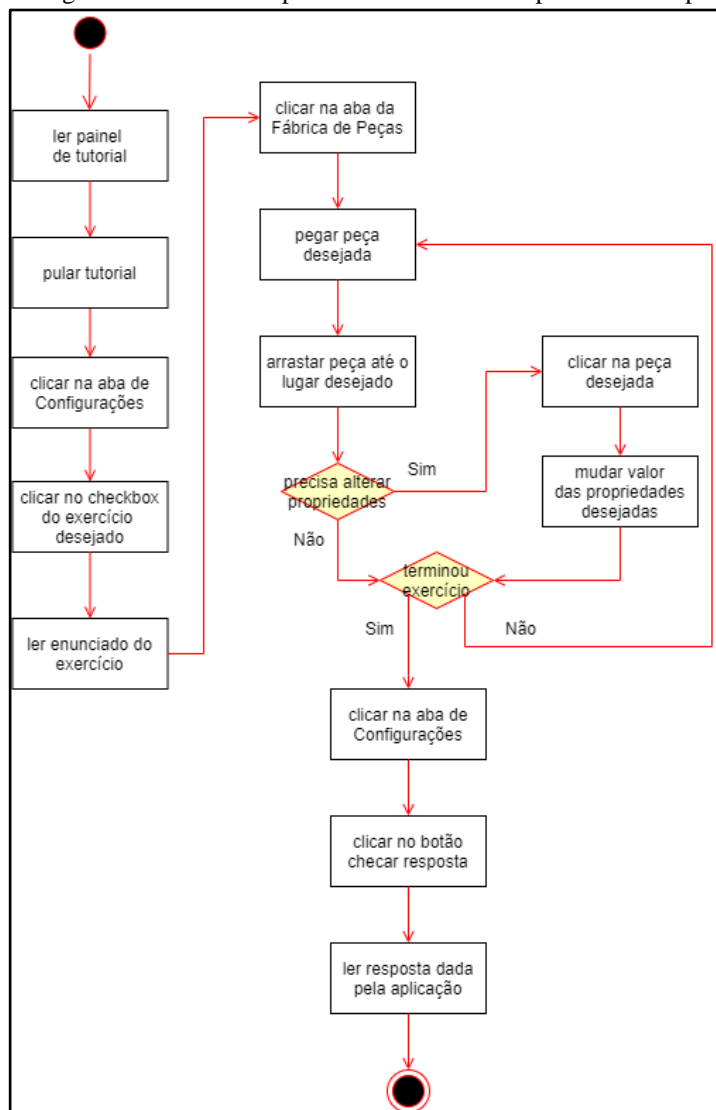 ler painel
de tutorial
pular tutorial
clicar na aba de
Configurações
clicar no checkbox
do exercício
desejado
ler enunciado do
exercício
clicar na aba da
Fábrica de Peças
pegar peça
desejada
arrastar peça até o
lugar desejado
precisa alterar
propriedades
Sim
Não
clicar na peça
desejada
mudar valor
das propriedades
desejadas
terminou
exercício
Sim
Não
clicar na aba de
Configurações
clicar no botão
checar resposta
ler resposta dada
pela aplicação